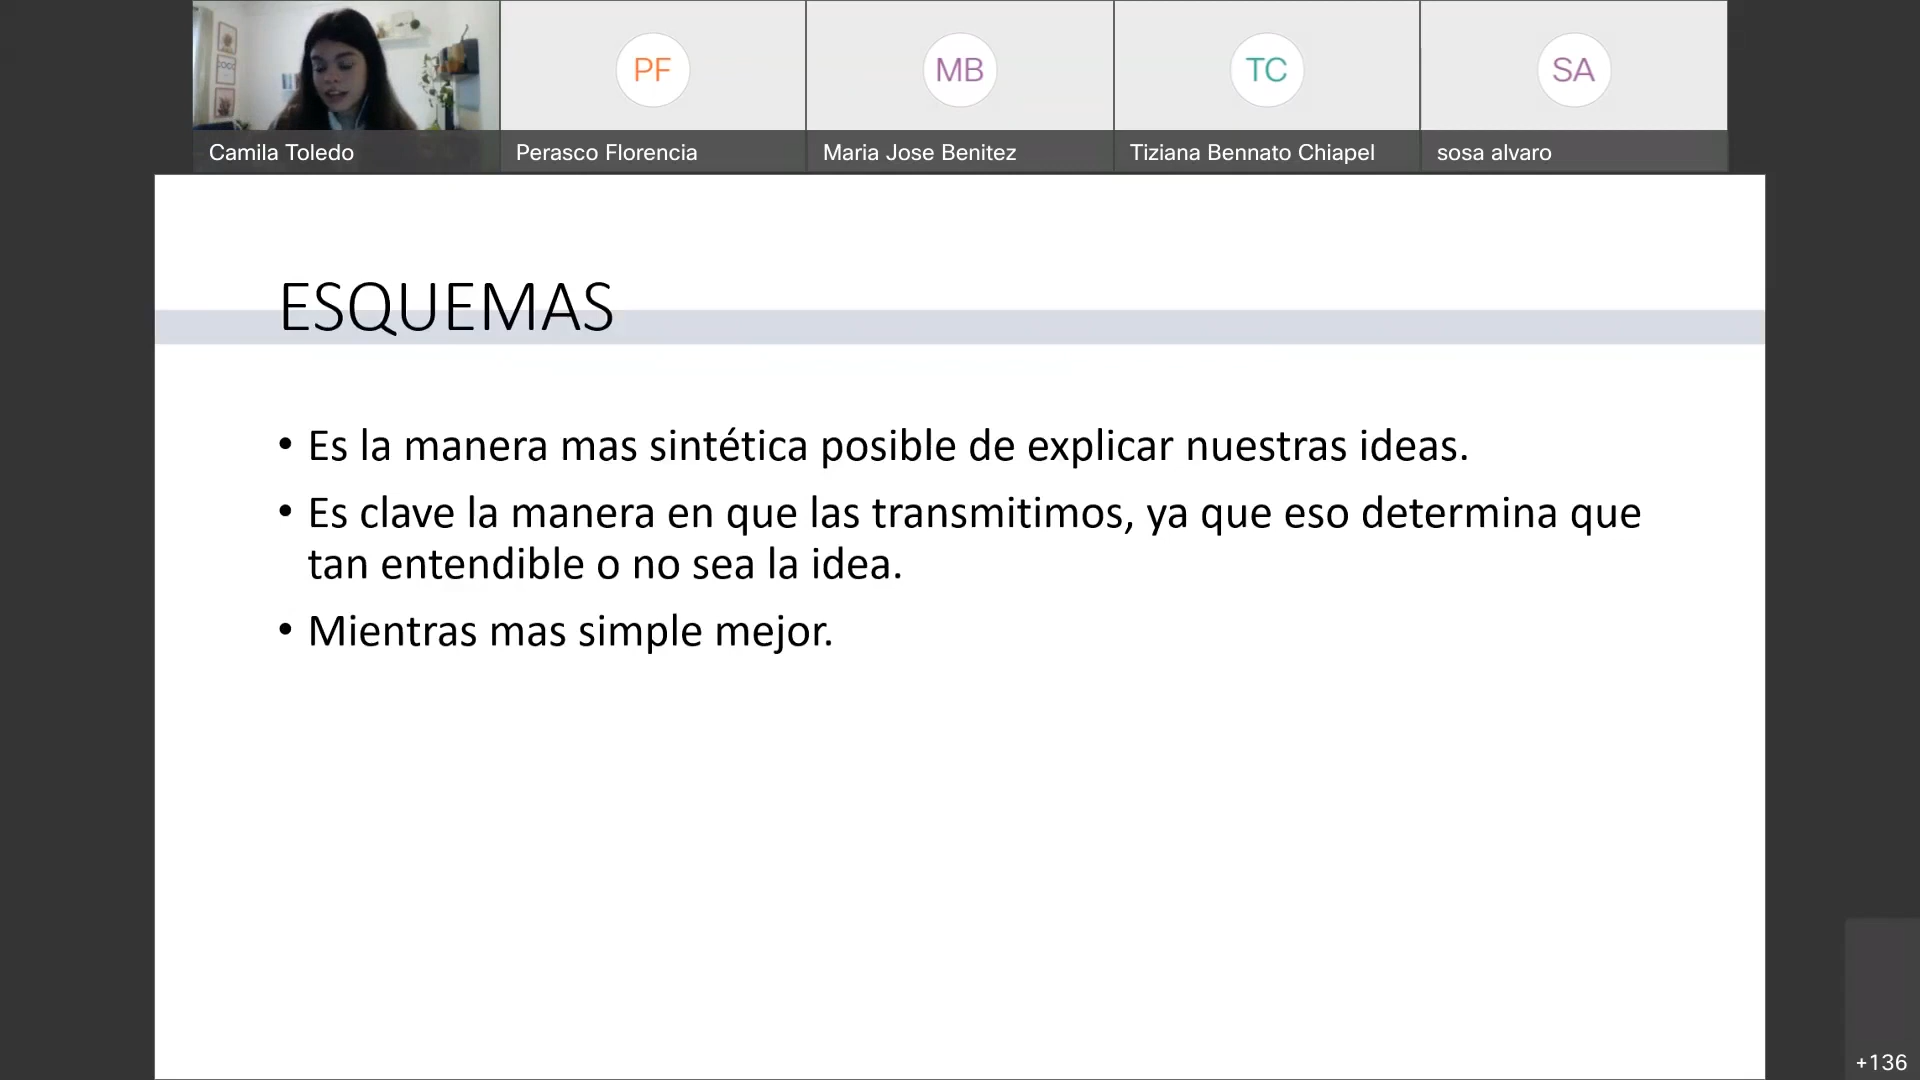 PF
MB
TC
SA
Camila Toledo
Perasco Florencia
Maria Jose Benitez
Tiziana Bennato Chiapel
sosa alvaro
ESQUEMAS
• Es la manera mas sintética posible de explicar nuestras ideas.
• Es clave la manera en que las transmitimos, ya que eso determina que
tan entendible o no sea la idea.
• Mientras mas simple mejor.
+136